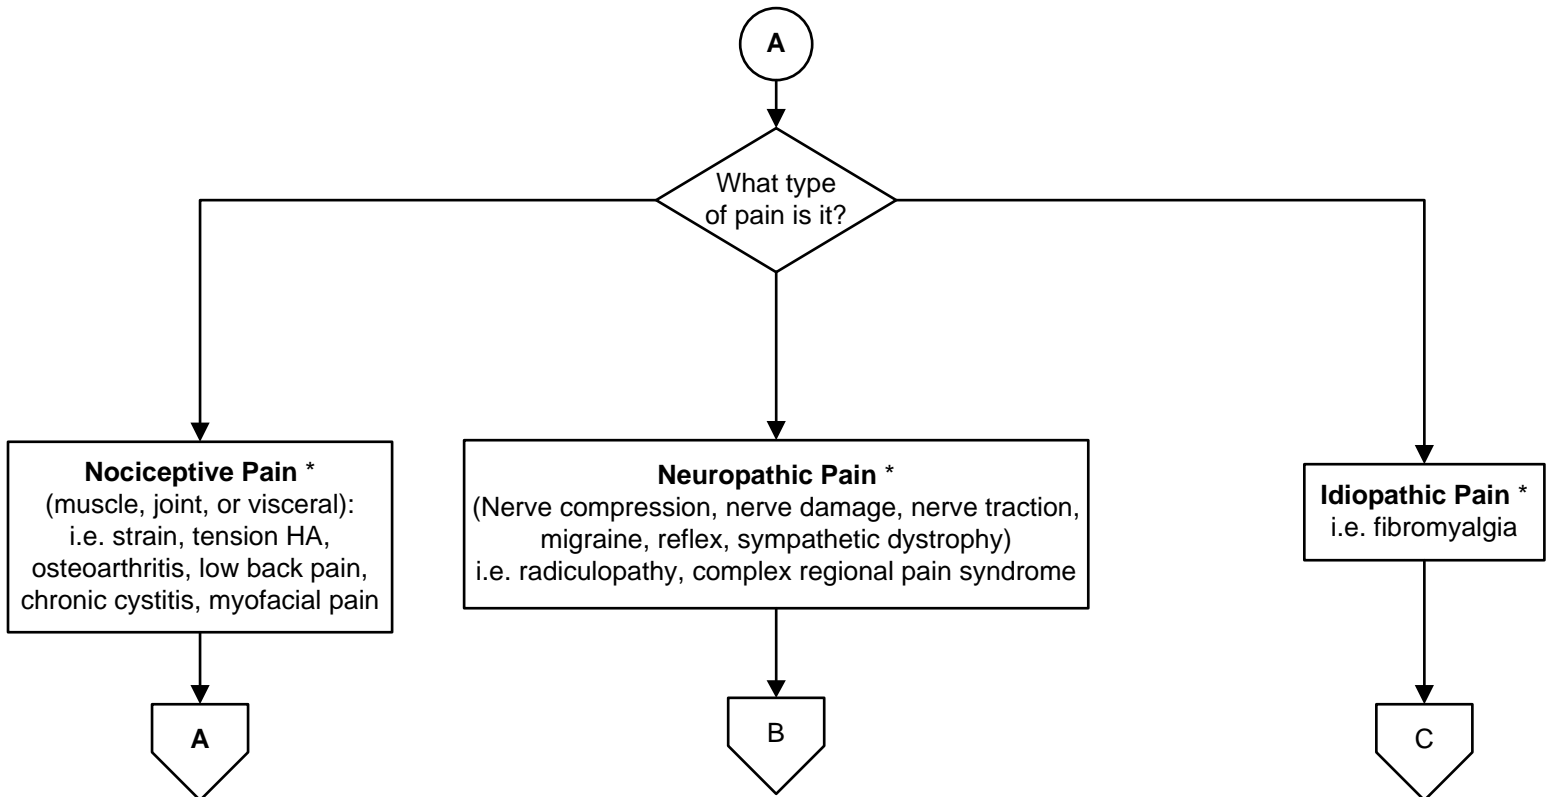 A
What type
of pain is it?
Nociceptive Pain *
(muscle, joint, or visceral):
i.e. strain, tension HA,
osteoarthritis, low back pain,
chronic cystitis, myofacial pain
Neuropathic Pain *
(Nerve compression, nerve damage, nerve traction,
migraine, reflex, sympathetic dystrophy)
i.e. radiculopathy, complex regional pain syndrome
Idiopathic Pain *
i.e. fibromyalgia
A
B
C